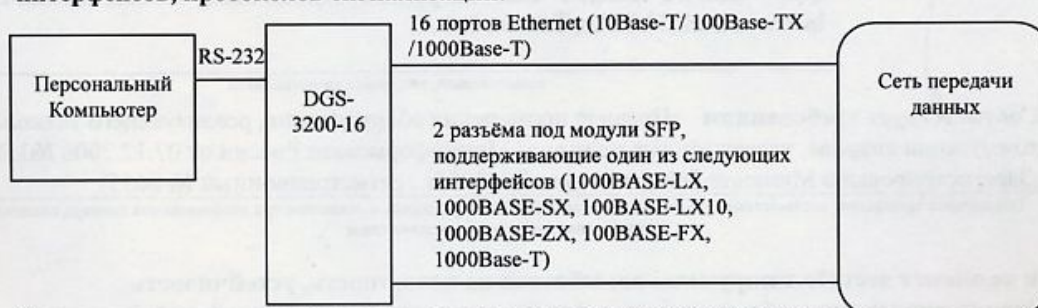 16 портов Ethernet (10Base-T/ 100Base-TX
/1000Base-T)
RS-232
Персональный
Компьютер
DGS-
3200-16
Сеть передачи
данных
2 разъёма под модули SFP,
поддерживающие один из следующих
интерфейсов (1000BASE-LX,
1000BASE-SX, 100BASE-LX10,
1000BASE-ZX, 100BASE-FX,
1000Base-T)